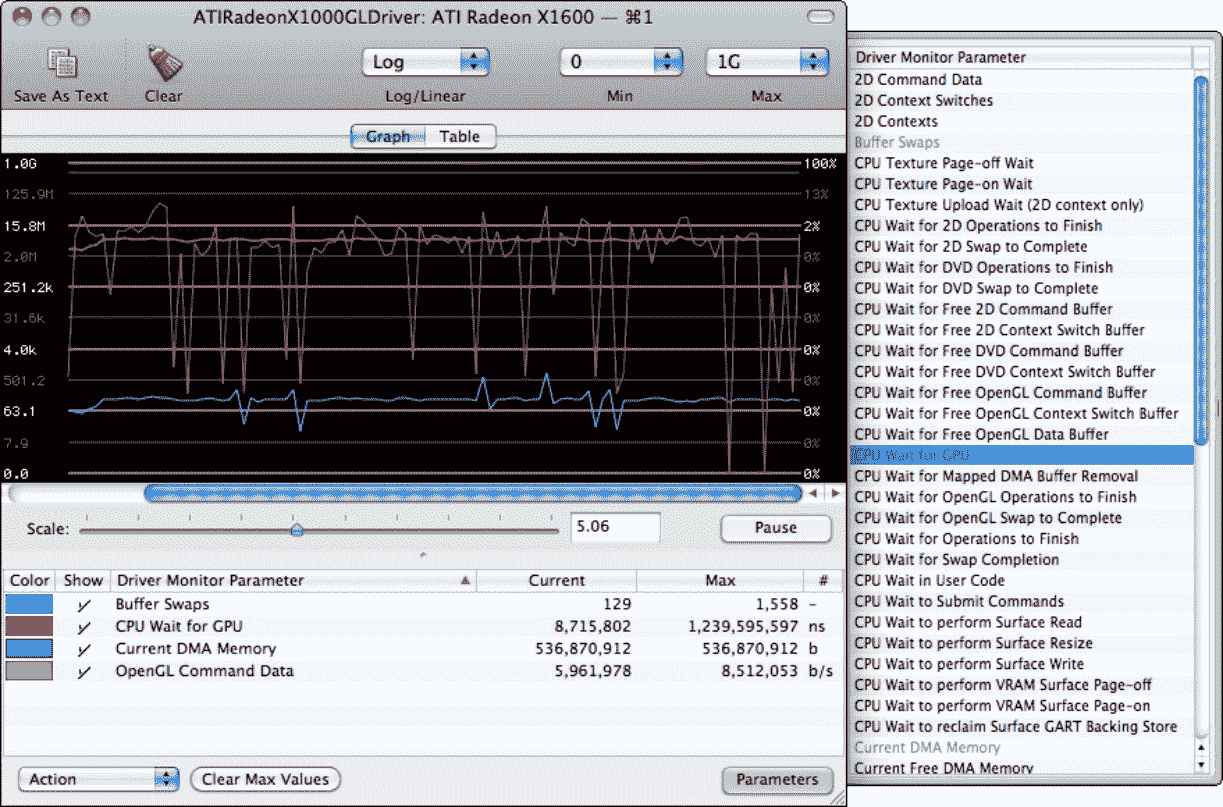 ATIRadeonX1000GLDriver: ATI Radeon X1600 — ⌘1
Log 0 1G
Save As Text Clear Log/Linear Min Max
Graph Table
1.0G 100%
125.9M 13%
15.8M 2%
2.0M 0%
251.2k 0%
31.6k 0%
4.0k 0%
501.2 0%
63.1 0%
7.9 0%
0.0 0%
Scale: 5.06 Pause
Color Show Driver Monitor Parameter Current Max #
Buffer Swaps 129 1,558 -
CPU Wait for GPU 8,715,802 1,239,595,597 ns
Current DMA Memory 536,870,912 536,870,912 b
OpenGL Command Data 5,961,978 8,512,053 b/s
Action Clear Max Values Parameters
Driver Monitor Parameter
2D Command Data
2D Context Switches
2D Contexts
Buffer Swaps
CPU Texture Page-off Wait
CPU Texture Page-on Wait
CPU Texture Upload Wait (2D context only)
CPU Wait for 2D Operations to Finish
CPU Wait for 2D Swap to Complete
CPU Wait for DVD Operations to Finish
CPU Wait for DVD Swap to Complete
CPU Wait for Free 2D Command Buffer
CPU Wait for Free 2D Context Switch Buffer
CPU Wait for Free DVD Command Buffer
CPU Wait for Free DVD Context Switch Buffer
CPU Wait for Free OpenGL Command Buffer
CPU Wait for Free OpenGL Context Switch Buffer
CPU Wait for Free OpenGL Data Buffer
CPU Wait for GPU
CPU Wait for Mapped DMA Buffer Removal
CPU Wait for OpenGL Operations to Finish
CPU Wait for OpenGL Swap to Complete
CPU Wait for Operations to Finish
CPU Wait for Swap Completion
CPU Wait in User Code
CPU Wait to Submit Commands
CPU Wait to perform Surface Read
CPU Wait to perform Surface Resize
CPU Wait to perform Surface Write
CPU Wait to perform VRAM Surface Page-off
CPU Wait to perform VRAM Surface Page-on
CPU Wait to reclaim Surface GART Backing Store
Current DMA Memory
Current Free DMA Memory